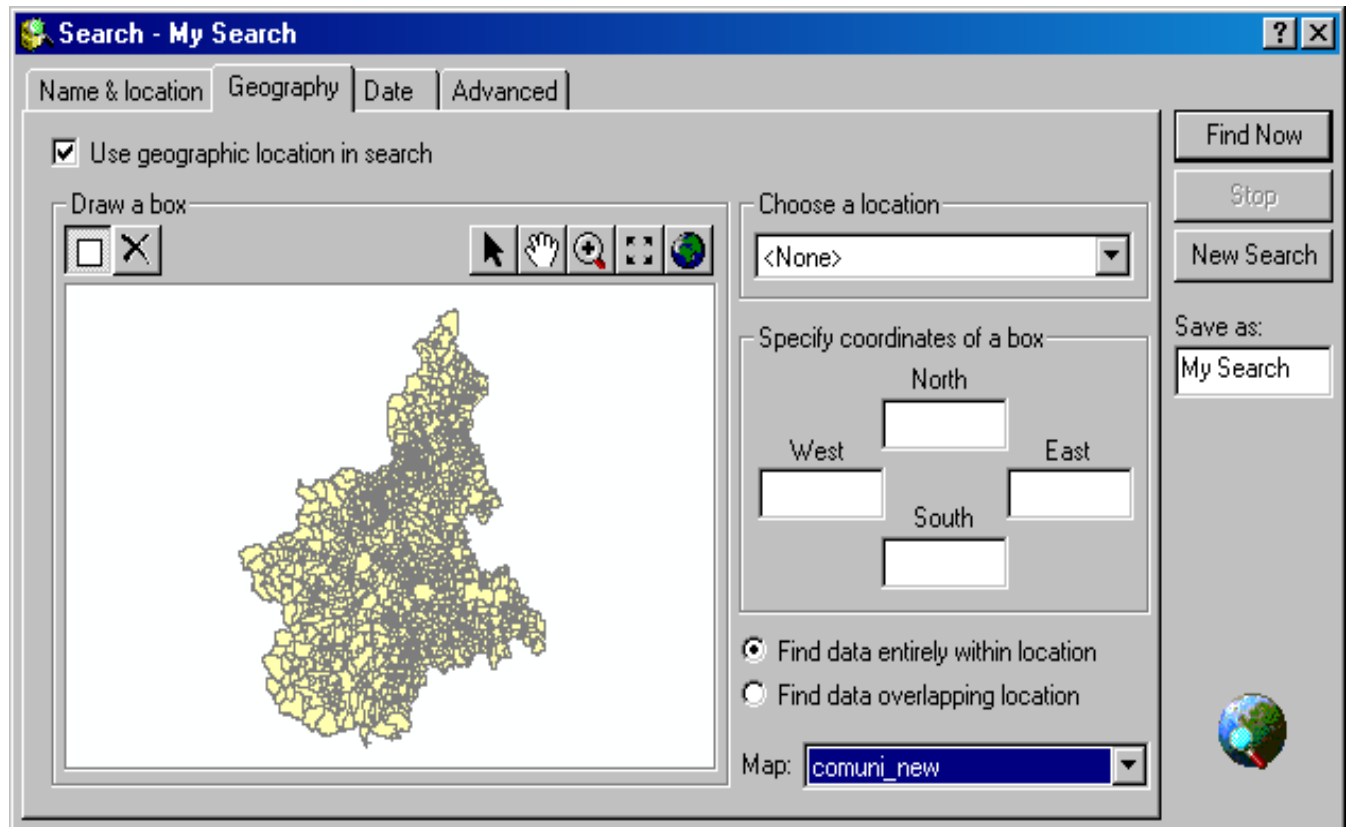 Search - My Search
Name & location
Geography
Date
Advanced
Use geographic location in search
Draw a box
Choose a location
<None>
Specify coordinates of a box
North
West
East
South
Find data entirely within location
Find data overlapping location
Map: comuni_new
Find Now
Stop
New Search
Save as:
My Search